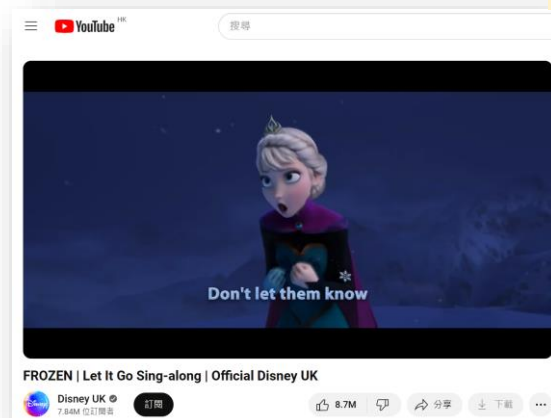 YouTube HK
搜尋
Don't let them know
FROZEN | Let It Go Sing-along | Official Disney UK
Disney
Disney UK
7.84M 位訂閱者
訂閱
8.7M
分享
下載